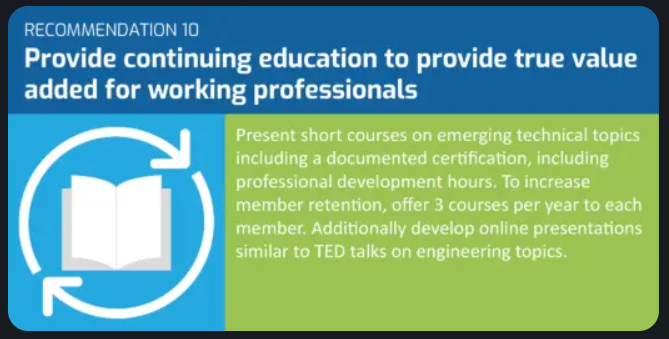 RECOMMENDATION 10
Provide continuing education to provide true value
added for working professionals
Present short courses on emerging technical topics
including a documented certification, including
professional development hours. To increase
member retention, offer 3 courses per year to each
member. Additionally develop online presentations
similar to TED talks on engineering topics.